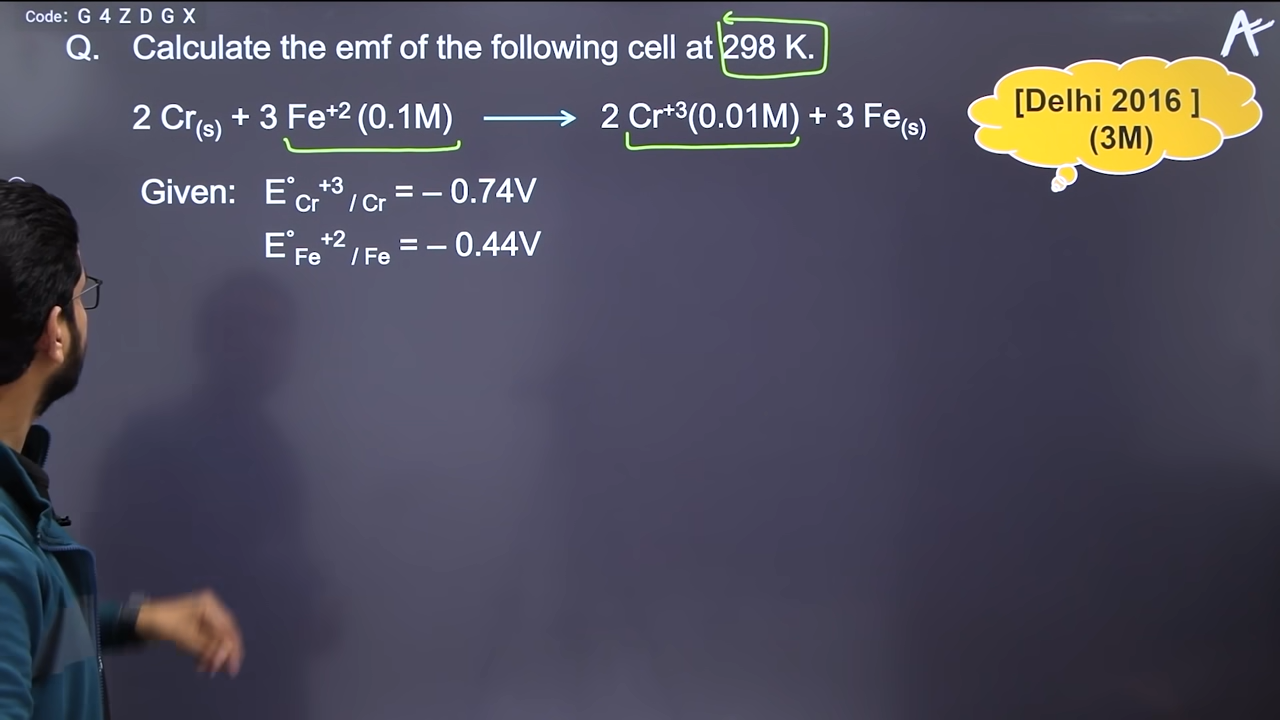 Code: G 4 Z D G X
Q. Calculate the emf of the following cell at 298 K.
2 Cr(s) + 3 Fe+2 (0.1M) ⟶ 2 Cr+3(0.01M) + 3 Fe(s)
[Delhi 2016 ]
(3M)
Given: E°Cr+3 / Cr = – 0.74V
E°Fe+2 / Fe = – 0.44V